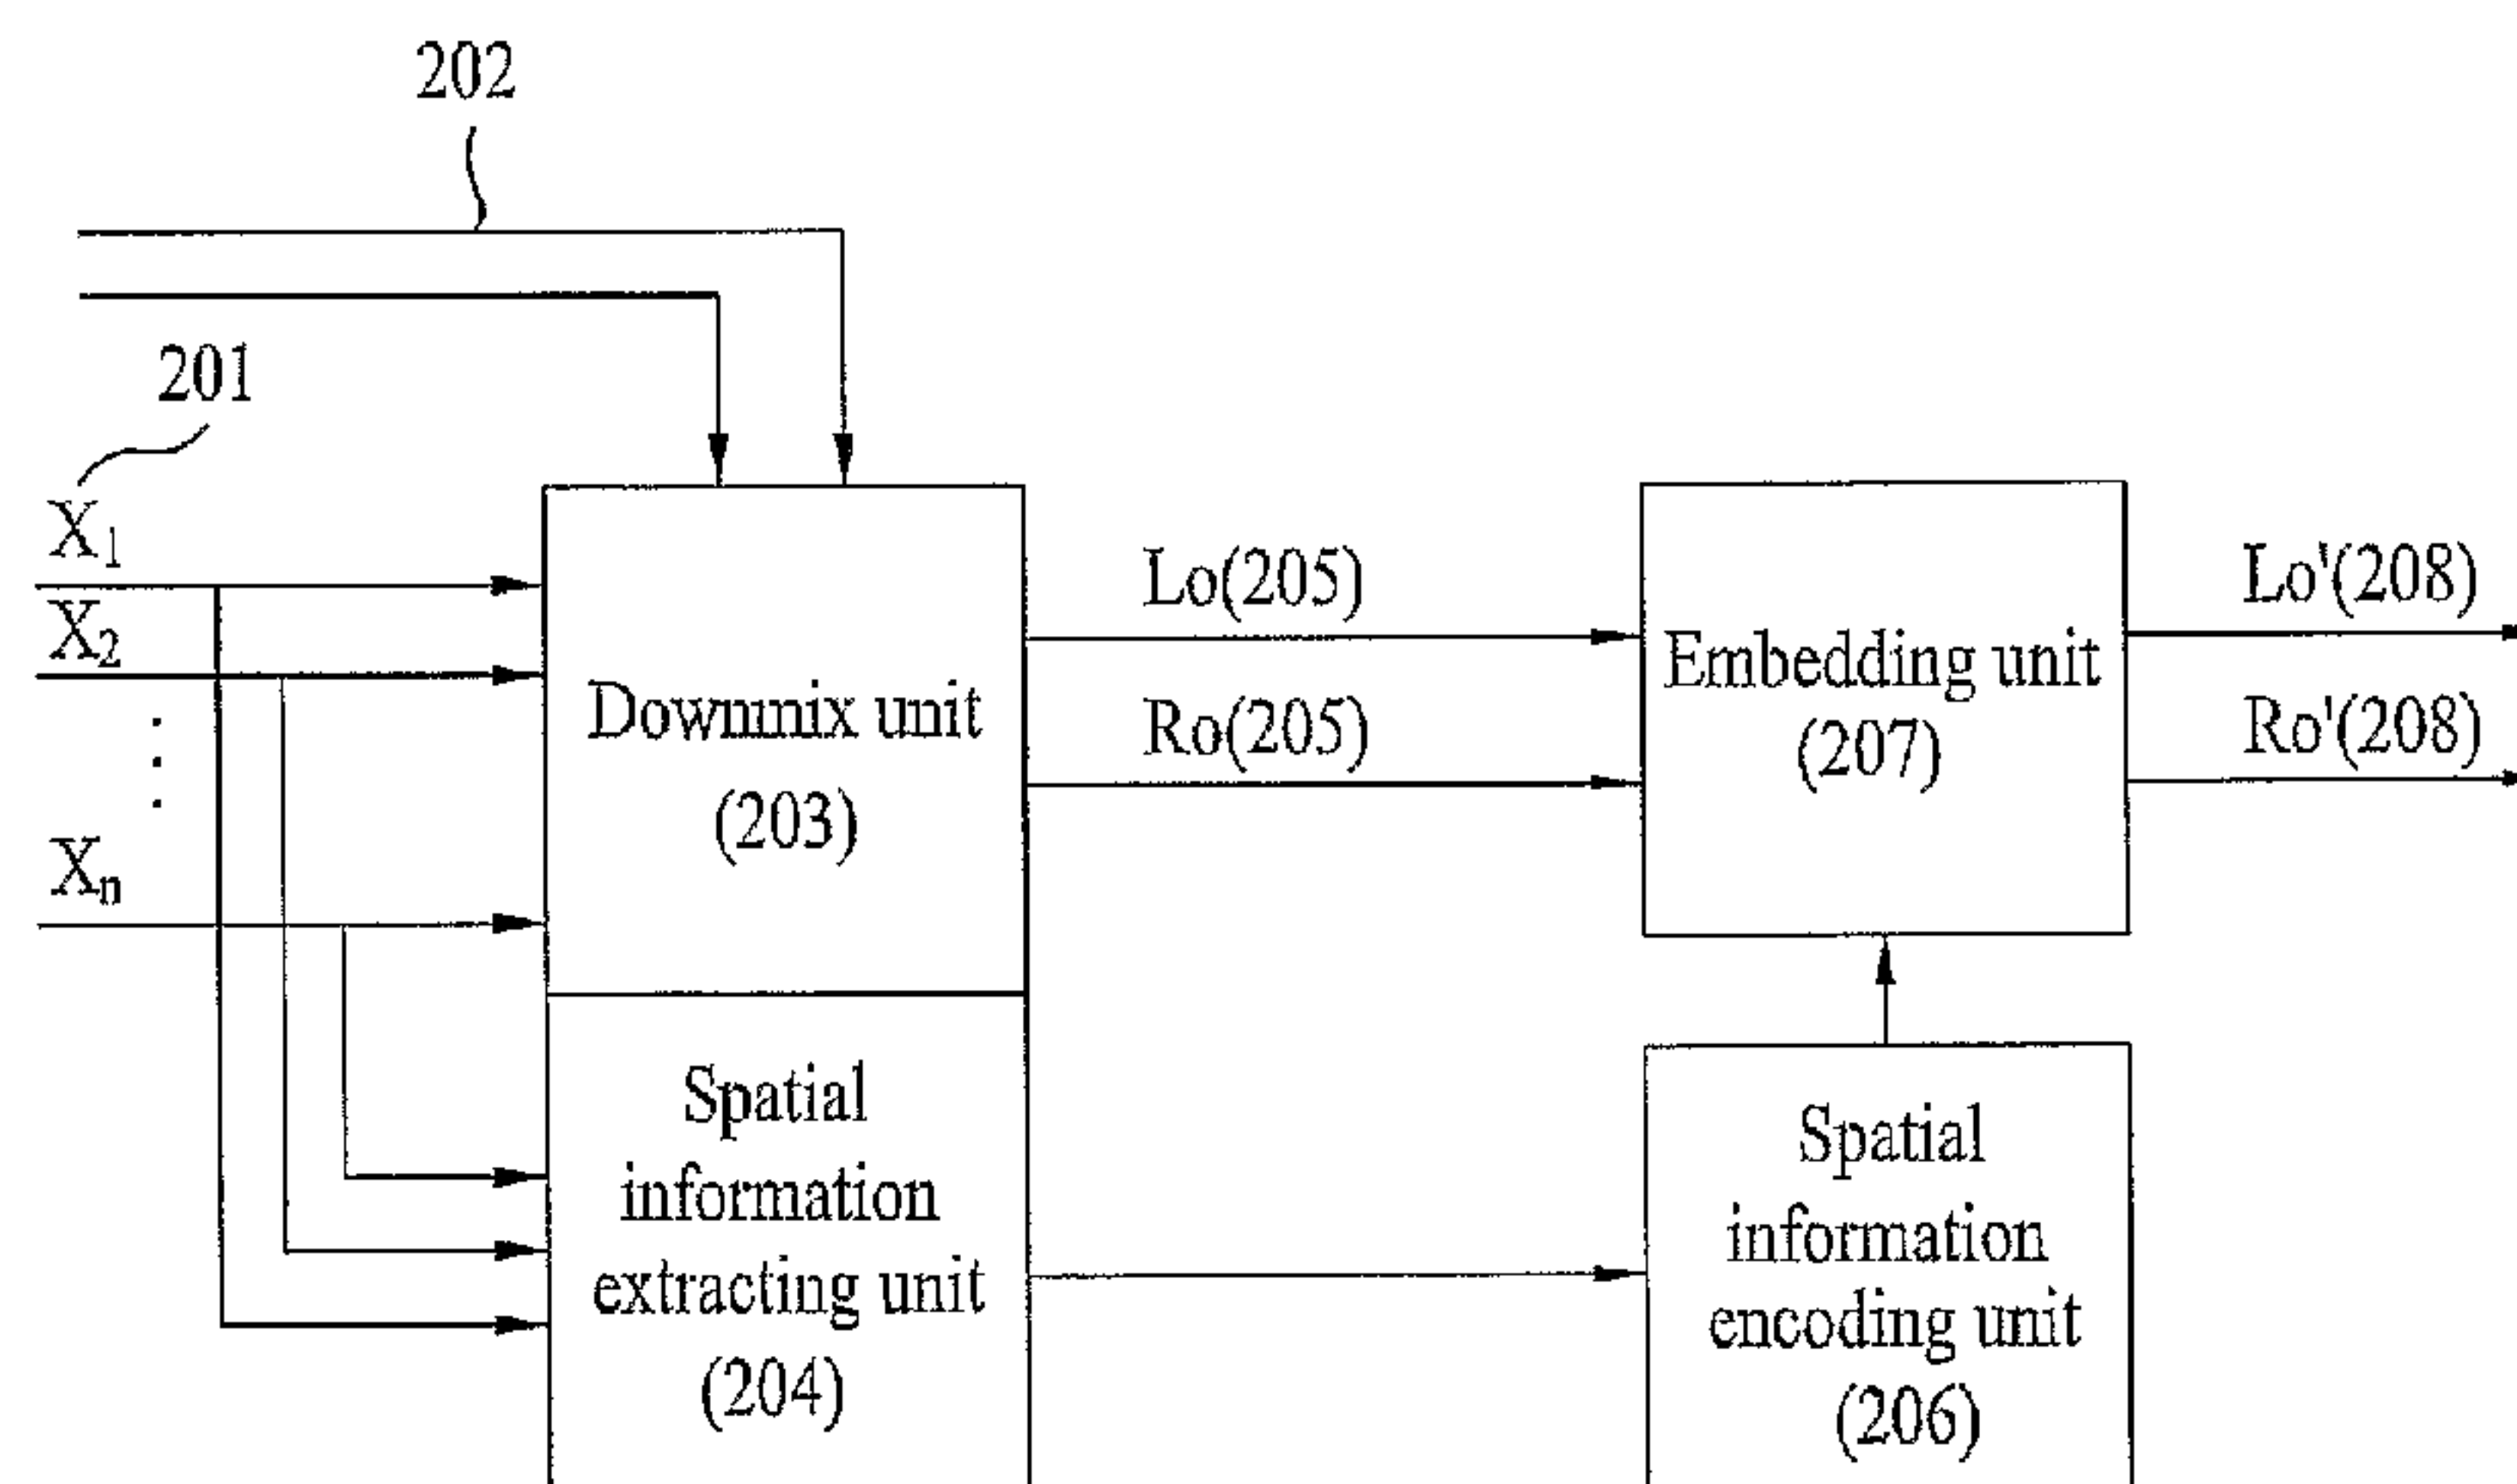 202
201
X1
X2
Xn
Downmix unit
(203)
Lo(205)
Ro(205)
Embedding unit
(207)
Lo'(208)
Ro'(208)
Spatial
information
extracting unit
(204)
Spatial
information
encoding unit
(206)